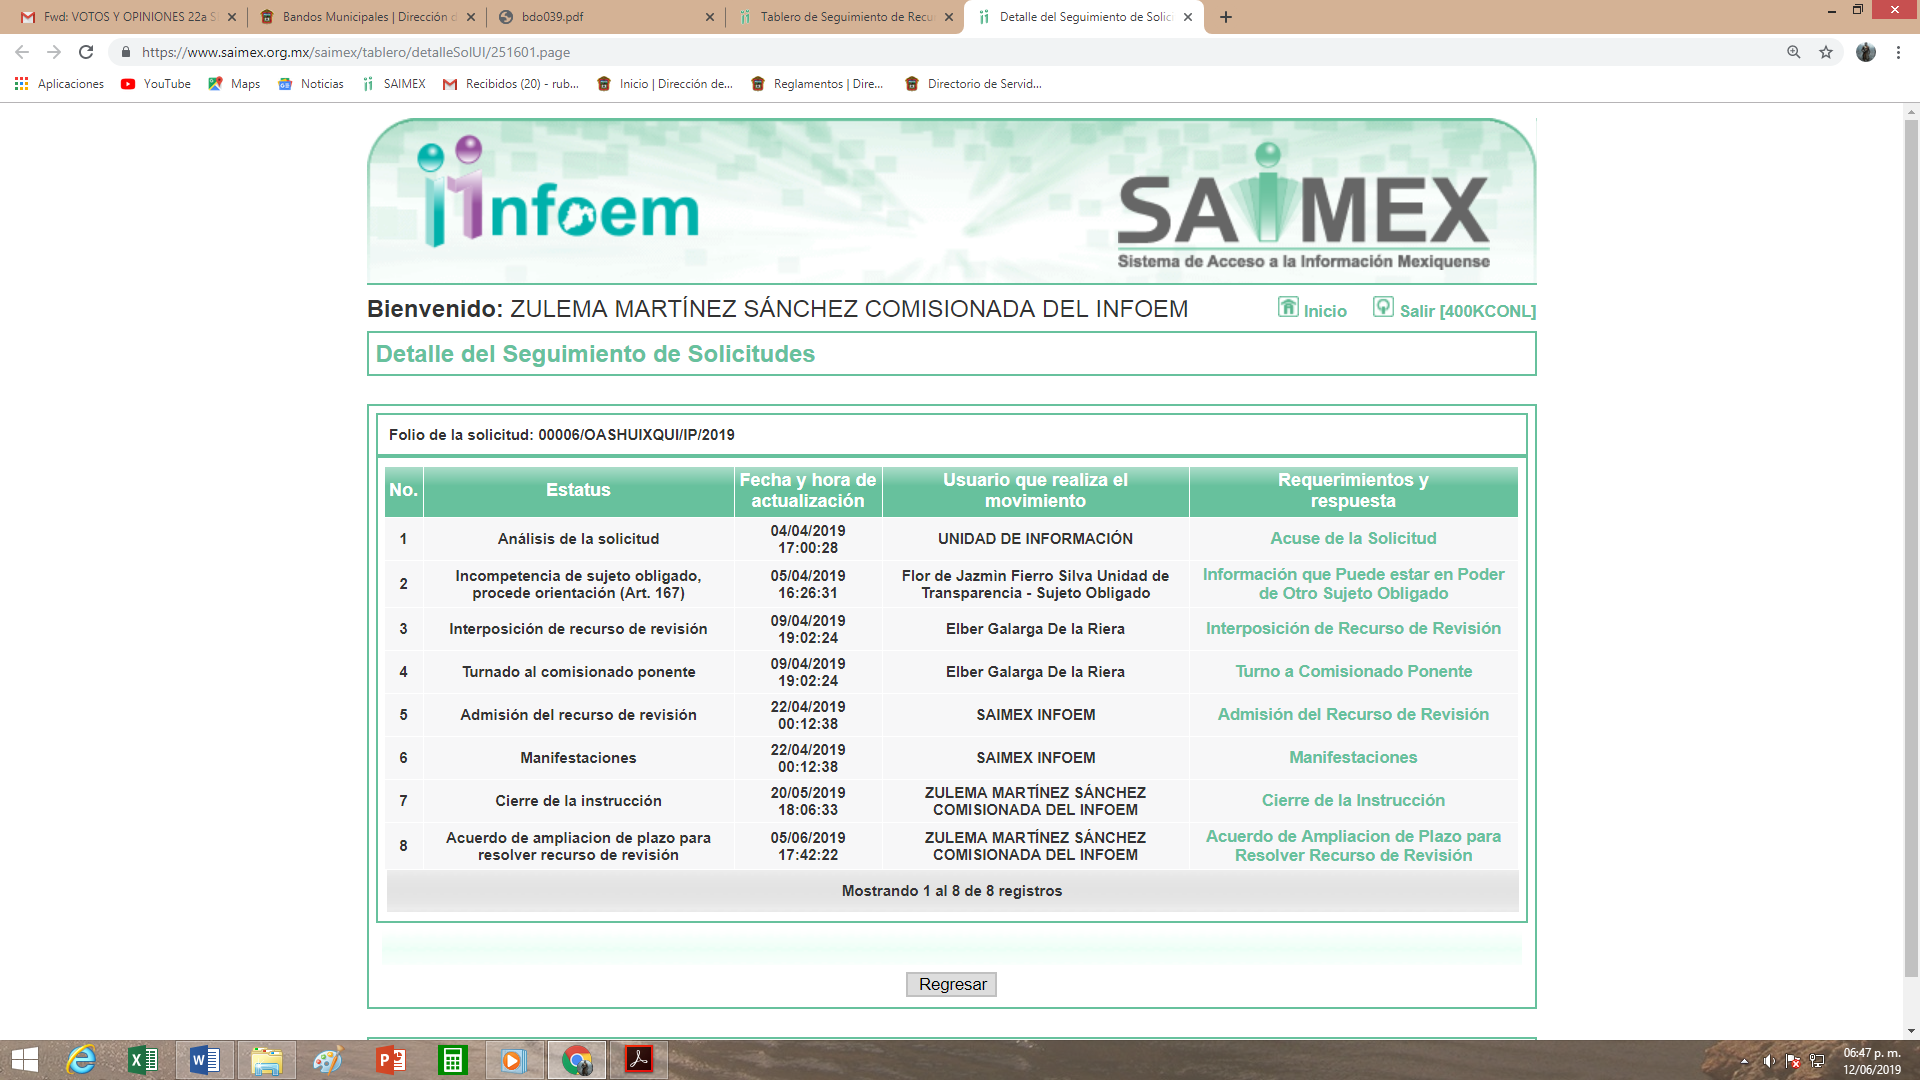 Fwd: VOTOS Y OPINIONES 22a S
Bandos Municipales | Dirección d
bdo039.pdf
Tablero de Seguimiento de Recu
Detalle del Seguimiento de Solic
https://www.saimex.org.mx/saimex/tablero/detalleSolUI/251601.page
Aplicaciones
YouTube
Maps
Noticias
SAIMEX
Recibidos (20) - rub...
Inicio | Dirección de...
Reglamentos | Dire...
Directorio de Servid...
infoem
SAIMEX
Sistema de Acceso a la Información Mexiquense
Bienvenido: ZULEMA MARTÍNEZ SÁNCHEZ COMISIONADA DEL INFOEM
Inicio
Salir [400KCONL]
Detalle del Seguimiento de Solicitudes
Folio de la solicitud: 00006/OASHUIXQUI/IP/2019
No.
Estatus
Fecha y hora de
actualización
Usuario que realiza el
movimiento
Requerimientos y
respuesta
1
Análisis de la solicitud
04/04/2019
17:00:28
UNIDAD DE INFORMACIÓN
Acuse de la Solicitud
2
Incompetencia de sujeto obligado,
procede orientación (Art. 167)
05/04/2019
16:26:31
Flor de Jazmìn Fierro Silva Unidad de
Transparencia - Sujeto Obligado
Información que Puede estar en Poder
de Otro Sujeto Obligado
3
Interposición de recurso de revisión
09/04/2019
19:02:24
Elber Galarga De la Riera
Interposición de Recurso de Revisión
4
Turnado al comisionado ponente
09/04/2019
19:02:24
Elber Galarga De la Riera
Turno a Comisionado Ponente
5
Admisión del recurso de revisión
22/04/2019
00:12:38
SAIMEX INFOEM
Admisión del Recurso de Revisión
6
Manifestaciones
22/04/2019
00:12:38
SAIMEX INFOEM
Manifestaciones
7
Cierre de la instrucción
20/05/2019
18:06:33
ZULEMA MARTÍNEZ SÁNCHEZ
COMISIONADA DEL INFOEM
Cierre de la Instrucción
8
Acuerdo de ampliacion de plazo para
resolver recurso de revisión
05/06/2019
17:42:22
ZULEMA MARTÍNEZ SÁNCHEZ
COMISIONADA DEL INFOEM
Acuerdo de Ampliacion de Plazo para
Resolver Recurso de Revisión
Mostrando 1 al 8 de 8 registros
Regresar
06:47 p. m.
12/06/2019